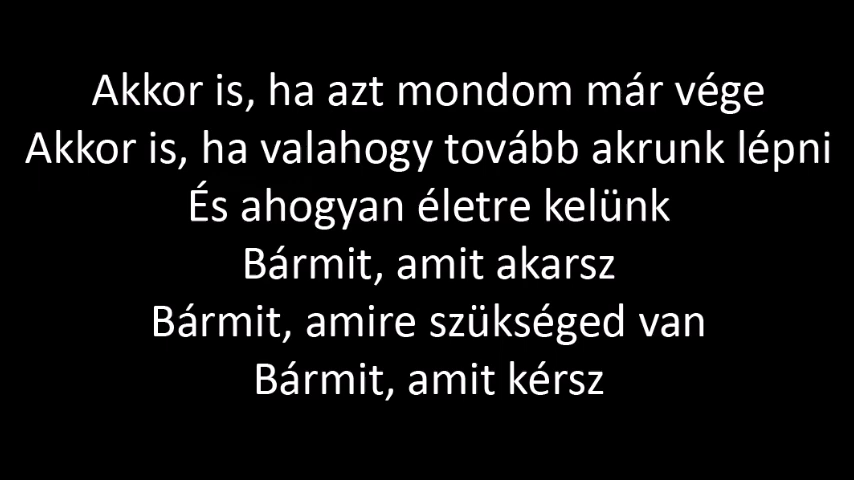 Akkor is, ha azt mondom már vége
Akkor is, ha valahogy tovább akrunk lépni
És ahogyan életre kelünk
Bármit, amit akarsz
Bármit, amire szükséged van
Bármit, amit kérsz